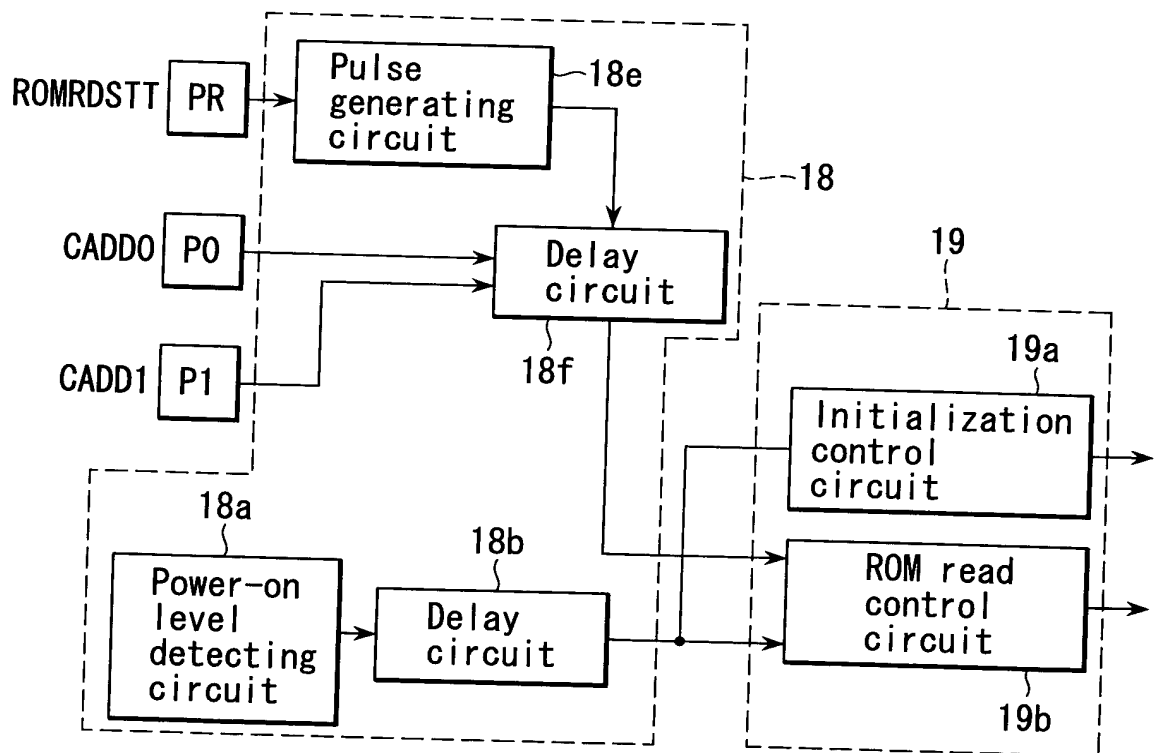 ROMRDSTT
PR
Pulse
generating
circuit
18e
18
CADD0
P0
Delay
circuit
18f
CADD1
P1
19
19a
Initialization
control
circuit
18a
Power-on
level
detecting
circuit
18b
Delay
circuit
ROM read
control
circuit
19b